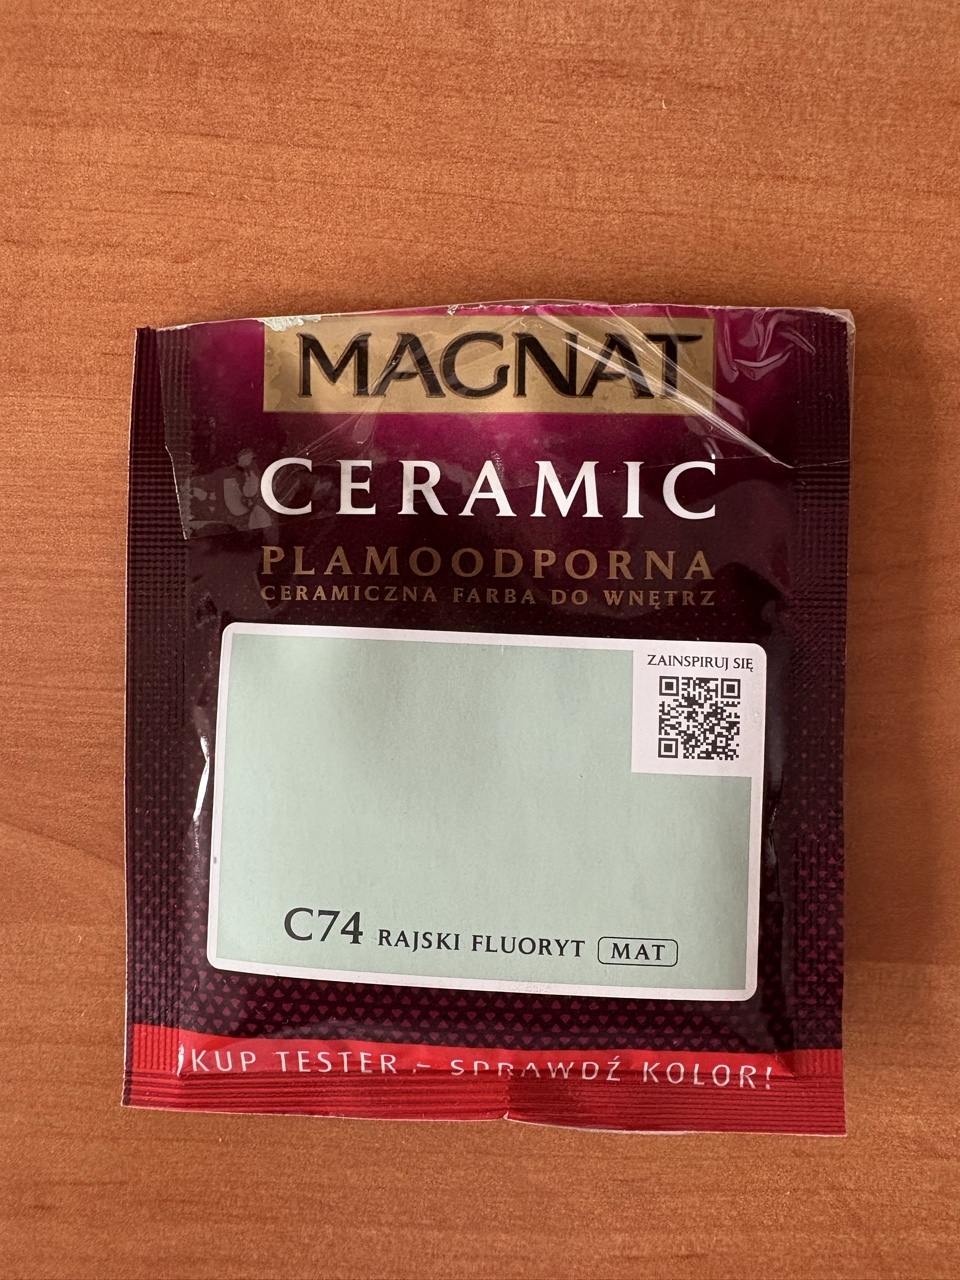 MAGNAT
CERAMIC
PLAMOODPORNA
CERAMICZNA FARBA DO WNĘTRZ
ZAINSPIRUJ SIĘ
C74 RAJSKI FLUORYT MAT
KUP TESTER - SPRAWDŹ KOLOR!